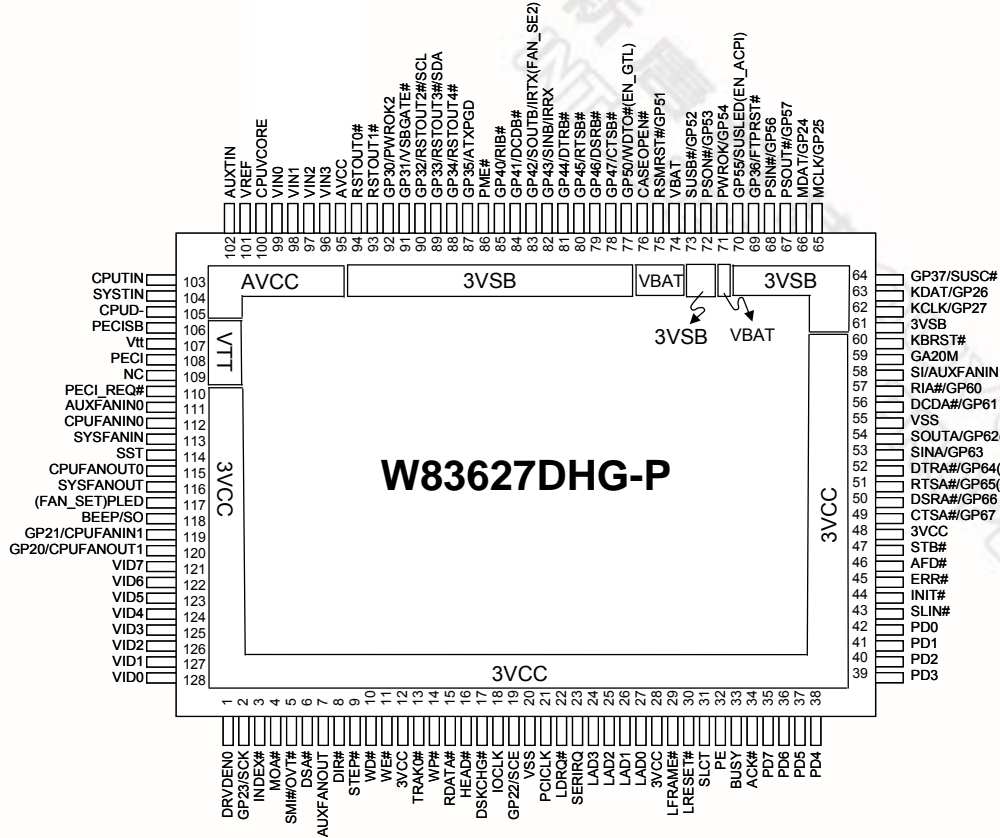 AUXTIN
VREF
CPUVCORE
VIN0
VIN1
VIN2
VIN3
AVCC
RSTOUT0#
RSTOUT1#
GP30/PWROK2
GP31/VSBGATE#
GP32/RSTOUT2#/SCL
GP33/RSTOUT3#/SDA
GP34/RSTOUT4#
GP35/ATXPGD
PME#
GP40/RIB#
GP41/DCDB#
GP42/SOUTB/IRTX(FAN_SE2)
GP43/SINB/IRRX
GP44/DTRB#
GP45/RTSB#
GP46/DSRB#
GP47/CTSB#
GP50/WDTO#(EN_GTL)
CASEOPEN#
RSMRST#/GP51
VBAT
SUSB#/GP52
PSON#/GP53
PWROK/GP54
GP55/SUSLED(EN_ACPI)
GP36/FTPRST#
PSIN#/GP56
PSOUT#/GP57
MDAT/GP24
MCLK/GP25
102 101 100 99 98 97 96 95 94 93 92 91 90 89 88 87 86 85 84 83 82 81 80 79 78 77 76 75 74 73 72 71 70 69 68 67 66 65
AVCC 3VSB VBAT 3VSB
3VSB VBAT
CPUTIN 103
SYSTIN 104
CPUD- 105
PECISB 106
Vtt 107
PECI 108
NC 109
PECI_REQ# 110
AUXFANIN0 111
CPUFANIN0 112
SYSFANIN 113
SST 114
CPUFANOUT0 115
SYSFANOUT 116
(FAN_SET)PLED 117
BEEP/SO 118
GP21/CPUFANIN1 119
GP20/CPUFANOUT1 120
VID7 121
VID6 122
VID5 123
VID4 124
VID3 125
VID2 126
VID1 127
VID0 128
VTT
3VCC
W83627DHG-P
3VCC
3VCC
64 GP37/SUSC#
63 KDAT/GP26
62 KCLK/GP27
61 3VSB
60 KBRST#
59 GA20M
58 SI/AUXFANIN
57 RIA#/GP60
56 DCDA#/GP61
55 VSS
54 SOUTA/GP62(
53 SINA/GP63
52 DTRA#/GP64(
51 RTSA#/GP65(
50 DSRA#/GP66
49 CTSA#/GP67
48 3VCC
47 STB#
46 AFD#
45 ERR#
44 INIT#
43 SLIN#
42 PD0
41 PD1
40 PD2
39 PD3
1 2 3 4 5 6 7 8 9 10 11 12 13 14 15 16 17 18 19 20 21 22 23 24 25 26 27 28 29 30 31 32 33 34 35 36 37 38
DRVDEN0
GP23/SCK
INDEX#
MOA#
SMI#/OVT#
DSA#
AUXFANOUT
DIR#
STEP#
WD#
WE#
3VCC
TRAK0#
WP#
RDATA#
HEAD#
DSKCHG#
IOCLK
GP22/SCE
VSS
PCICLK
LDRQ#
SERIRQ
LAD3
LAD2
LAD1
LAD0
3VCC
LFRAME#
LRESET#
SLCT
PE
BUSY
ACK#
PD7
PD6
PD5
PD4